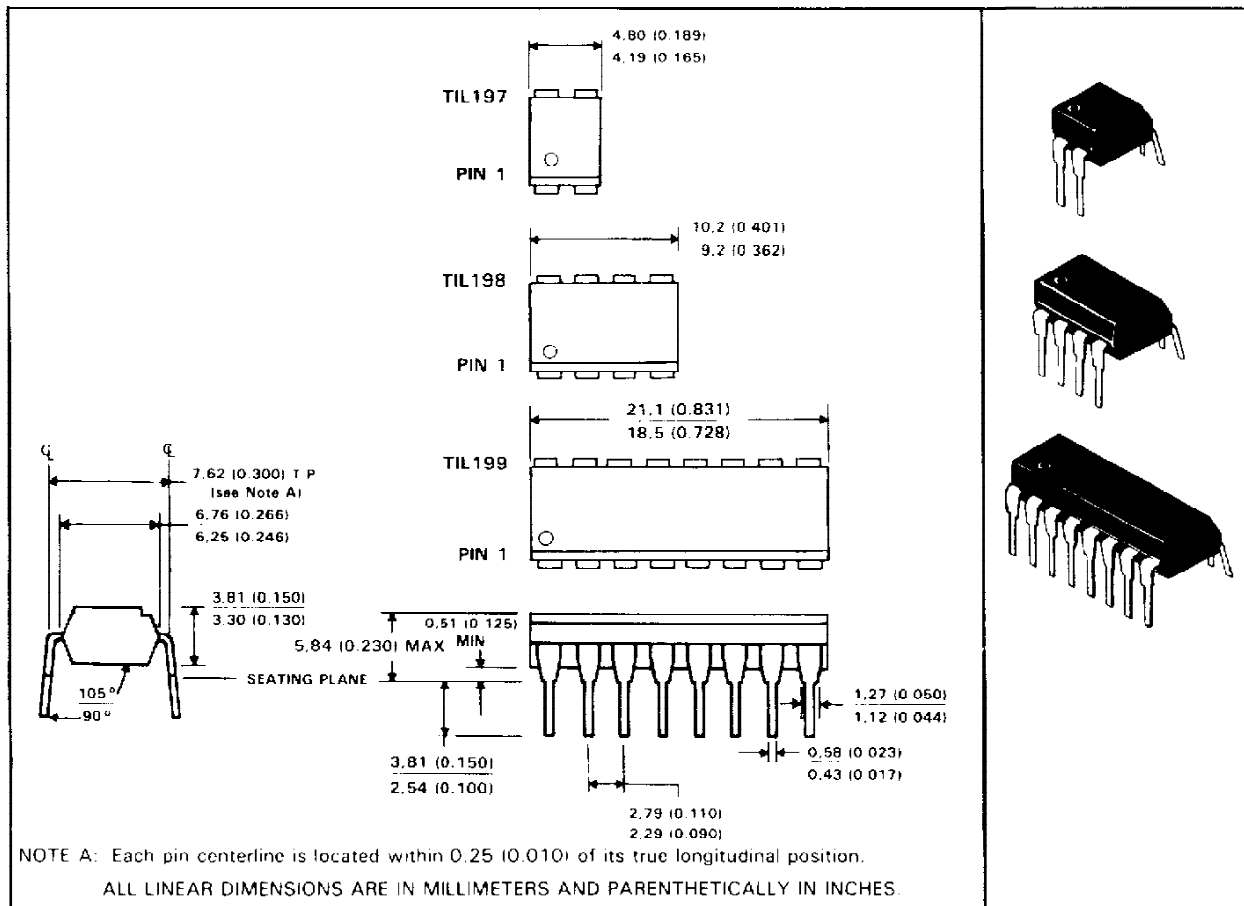 4,80 (0.189)
4,19 (0.165)
TIL197
PIN 1
10,2 (0.401)
9,2 (0.362)
TIL198
PIN 1
21,1 (0.831)
18,5 (0.728)
TIL199
PIN 1
℄ ℄
7,62 (0.300) T.P.
(see Note A)
6,76 (0.266)
6,25 (0.246)
3,81 (0.150)
3,30 (0.130)
0,51 (0.125)
MIN
5,84 (0.230) MAX
SEATING PLANE
105°
90°
1,27 (0.050)
1,12 (0.044)
3,81 (0.150)
2,54 (0.100)
0,58 (0.023)
0,43 (0.017)
2,79 (0.110)
2,29 (0.090)
NOTE A: Each pin centerline is located within 0,25 (0.010) of its true longitudinal position.
ALL LINEAR DIMENSIONS ARE IN MILLIMETERS AND PARENTHETICALLY IN INCHES.